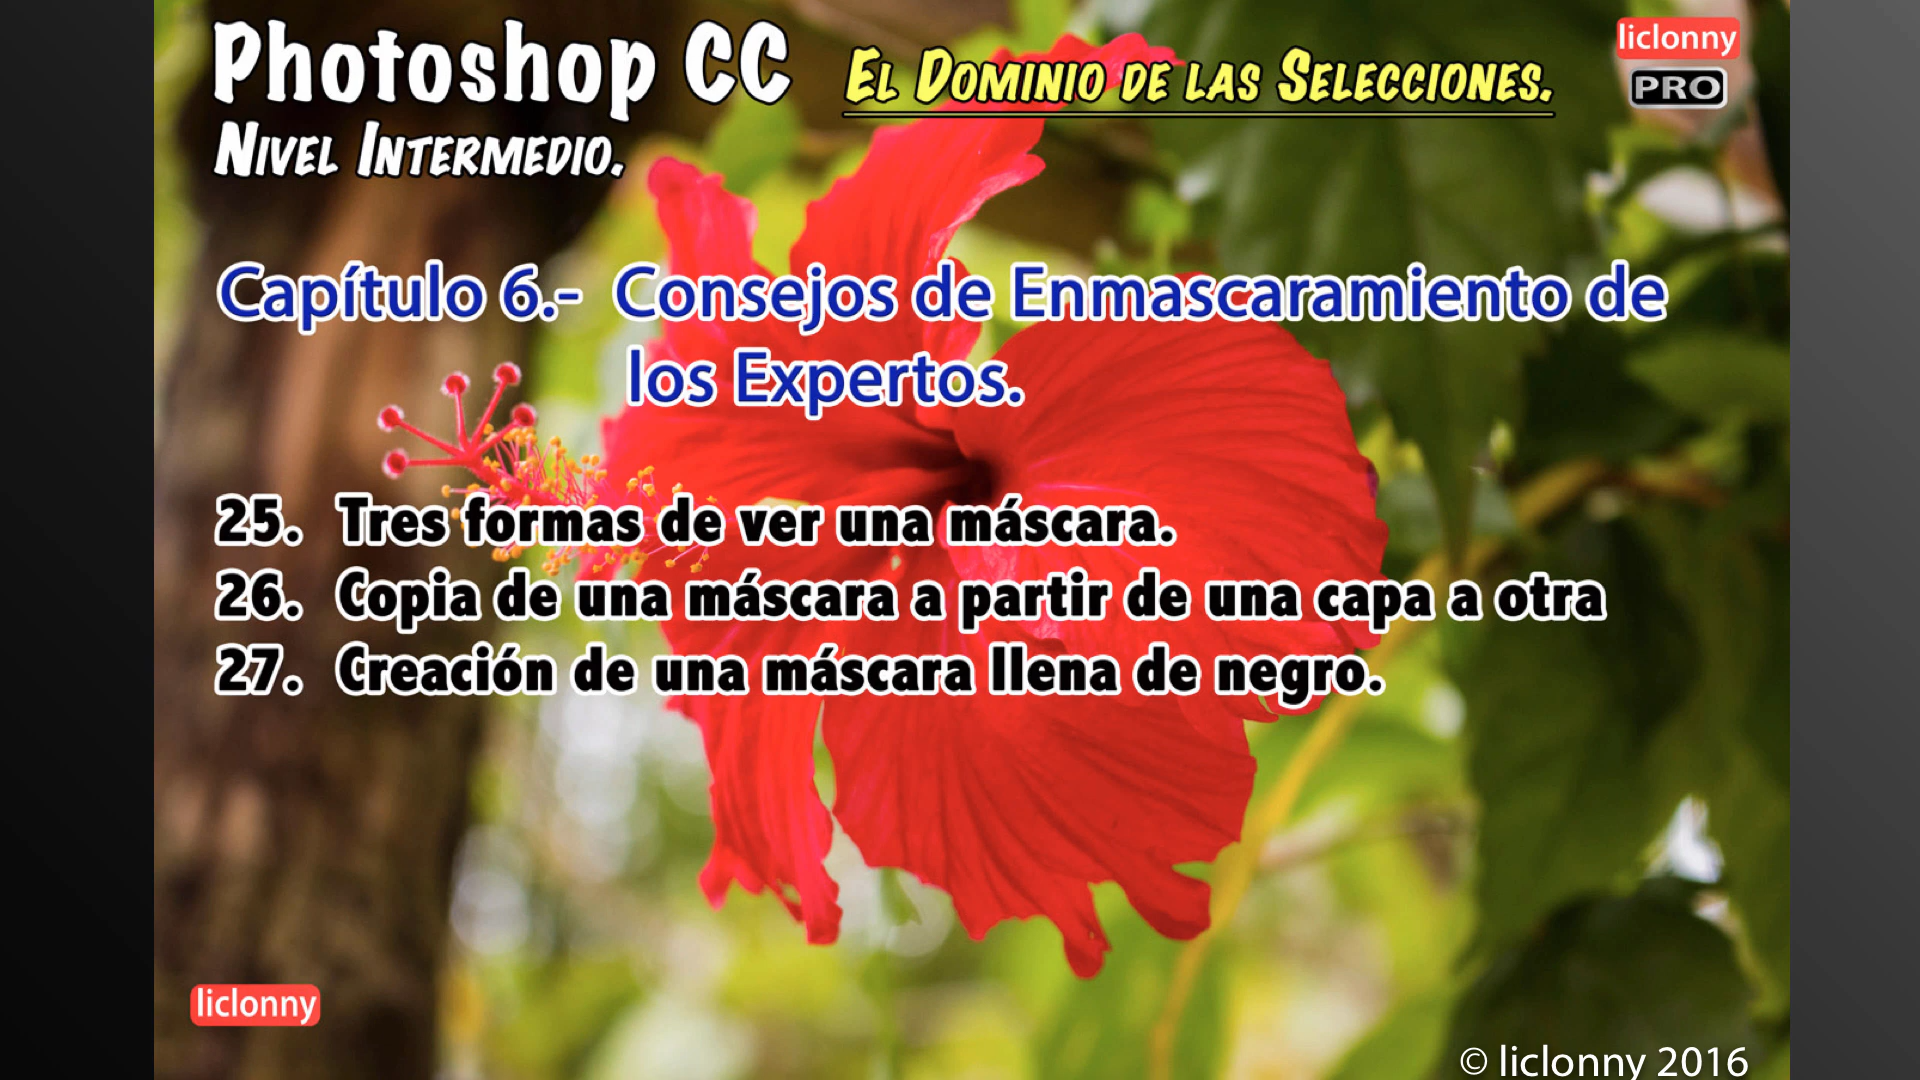 Photoshop CC El Dominio de las Selecciones.
liclonny
PRO
Nivel Intermedio.
Capítulo 6.- Consejos de Enmascaramiento de
los Expertos.
25. Tres formas de ver una máscara.
26. Copia de una máscara a partir de una capa a otra
27. Creación de una máscara llena de negro.
liclonny
© liclonny 2016